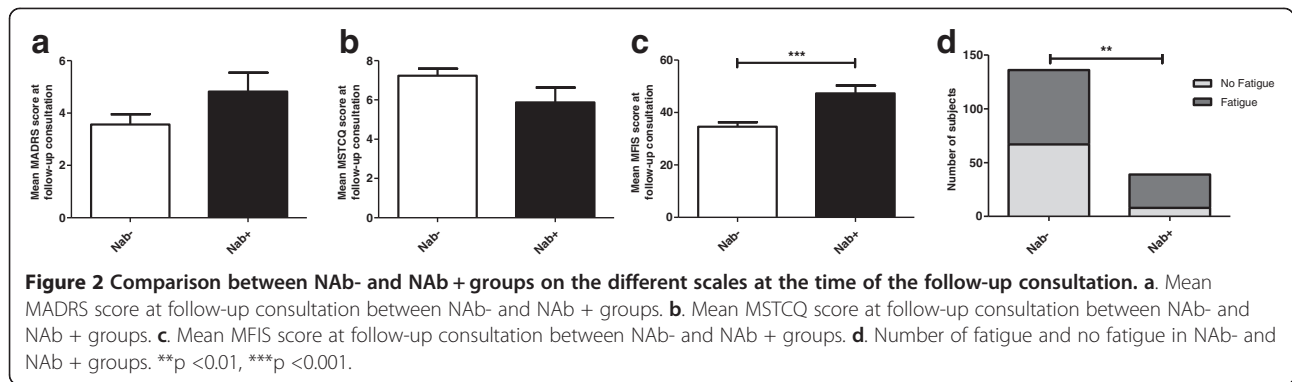 a
Mean MADRS score at
follow-up consultation
6
4
2
0
Nab-
Nab+
b
Mean MSTCQ score at
follow-up consultation
8
6
4
2
0
Nab-
Nab+
c
Mean MFIS score at
follow-up consultation
60
40
20
0
***
Nab-
Nab+
d
Number of subjects
150
100
50
0
**
Nab-
Nab+
No Fatigue
Fatigue
Figure 2 Comparison between NAb- and NAb + groups on the different scales at the time of the follow-up consultation. a. Mean
MADRS score at follow-up consultation between NAb- and NAb + groups. b. Mean MSTCQ score at follow-up consultation between NAb- and
NAb + groups. c. Mean MFIS score at follow-up consultation between NAb- and NAb + groups. d. Number of fatigue and no fatigue in NAb- and
NAb + groups. **p <0.01, ***p <0.001.